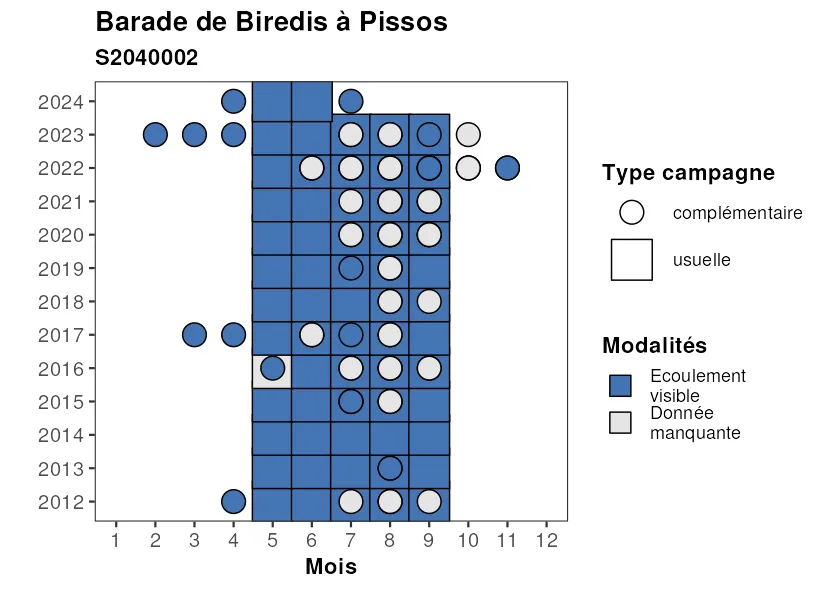 Barade de Biredis à Pissos
S2040002
2024
2023
2022
2021
2020
2019
2018
2017
2016
2015
2014
2013
2012
1 2 3 4 5 6 7 8 9 10 11 12
Mois
Type campagne
complémentaire
usuelle
Modalités
Ecoulement
visible
Donnée
manquante